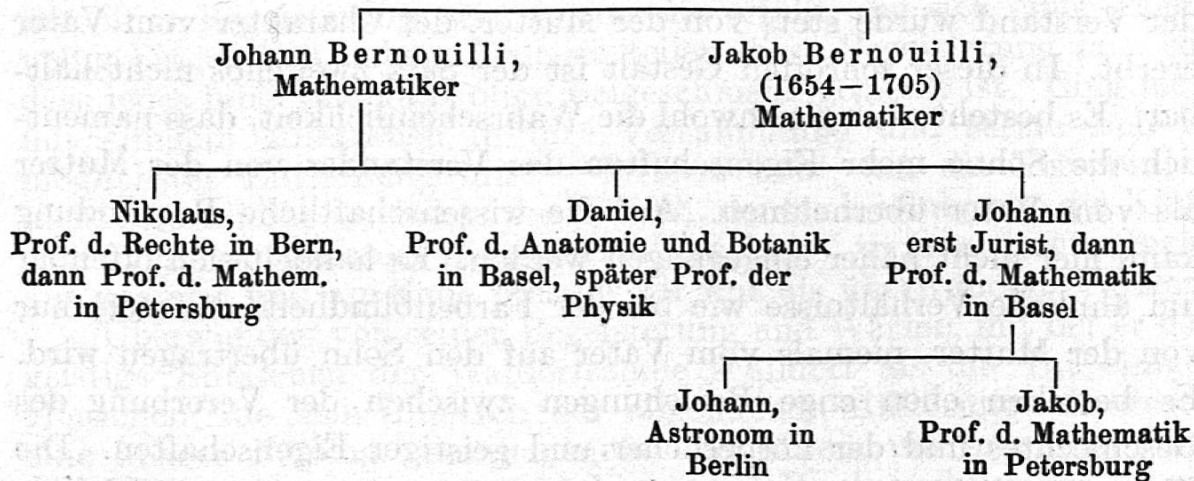 Johann Bernouilli,
Mathematiker
Jakob Bernouilli,
(1654–1705)
Mathematiker
Nikolaus,
Prof. d. Rechte in Bern,
dann Prof. d. Mathem.
in Petersburg
Daniel,
Prof. d. Anatomie und Botanik
in Basel, später Prof. der
Physik
Johann
erst Jurist, dann
Prof. d. Mathematik
in Basel
Johann,
Astronom in
Berlin
Jakob,
Prof. d. Mathematik
in Petersburg